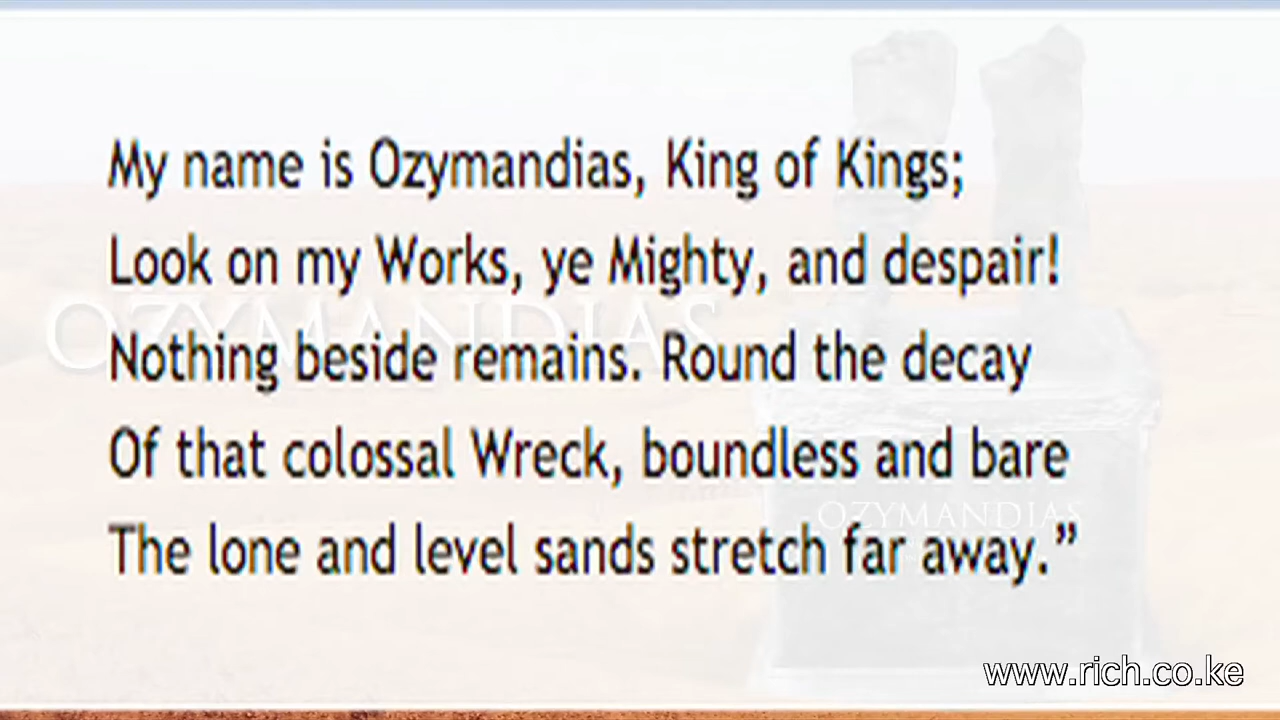 My name is Ozymandias, King of Kings;
Look on my Works, ye Mighty, and despair!
OZYMANDIAS
Nothing beside remains. Round the decay
Of that colossal Wreck, boundless and bare
OZYMANDIAS
The lone and level sands stretch far away.”
www.rich.co.ke